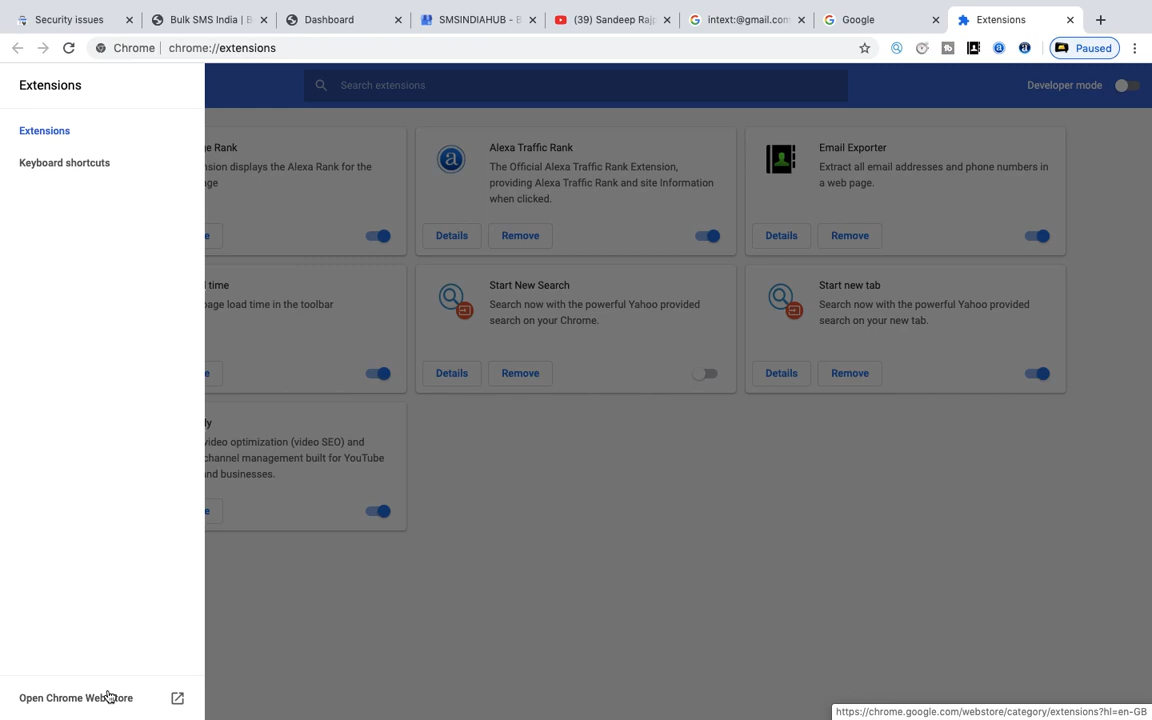 Security issues
Bulk SMS India | B
Dashboard
SMSINDIAHUB - B
(39) Sandeep Raj
intext:@gmail.com
Google
Extensions
Chrome
chrome://extensions
Paused
Extensions
Search extensions
Developer mode
Extensions
Keyboard shortcuts
ge Rank
nsion displays the Alexa Rank for the
age
e
Alexa Traffic Rank
The Official Alexa Traffic Rank Extension,
providing Alexa Traffic Rank and site Information
when clicked.
Details
Remove
Email Exporter
Extract all email addresses and phone numbers in
a web page.
Details
Remove
d time
page load time in the toolbar
e
Start New Search
Search now with the powerful Yahoo provided
search on your Chrome.
Details
Remove
Start new tab
Search now with the powerful Yahoo provided
search on your new tab.
Details
Remove
dy
video optimization (video SEO) and
channel management built for YouTube
and businesses.
e
Open Chrome Web Store
https://chrome.google.com/webstore/category/extensions?hl=en-GB